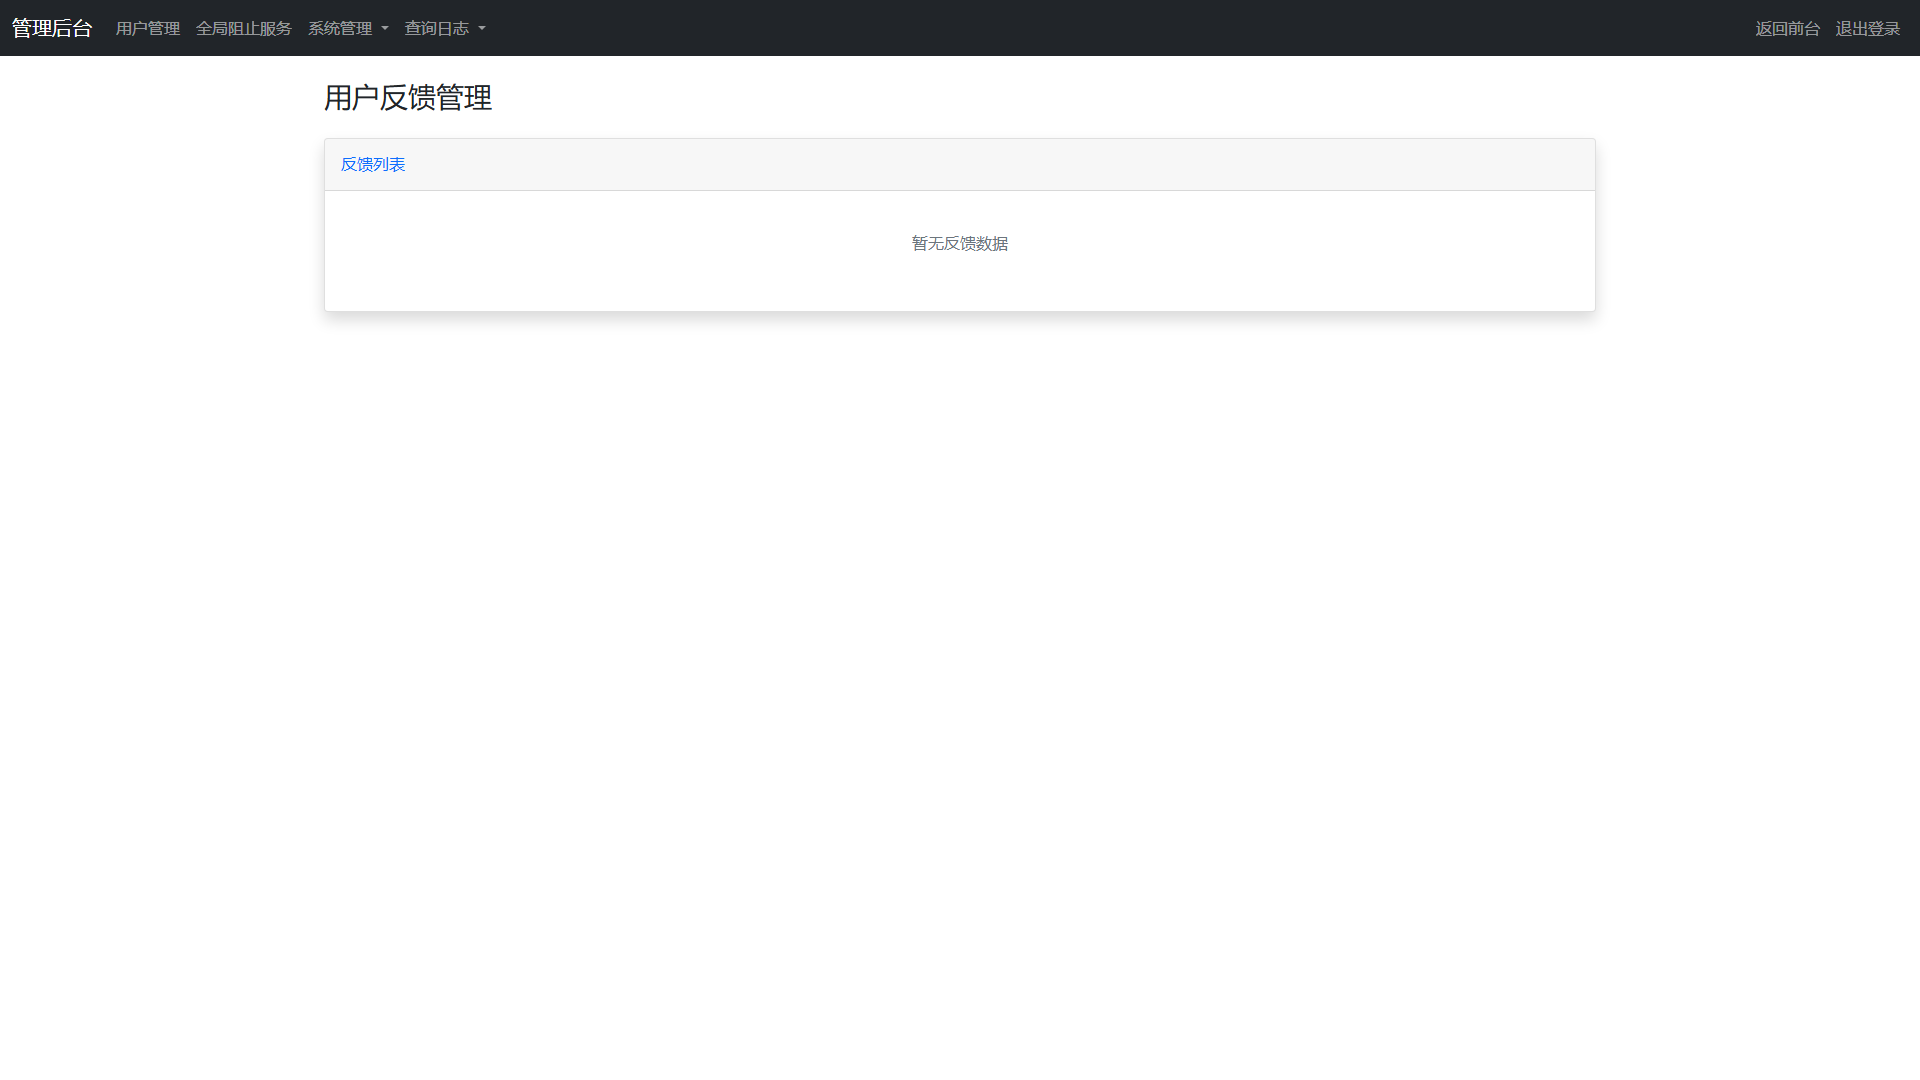 管理后台 用户管理 全局阻止服务 系统管理 查询日志 返回前台 退出登录
用户反馈管理
反馈列表
暂无反馈数据